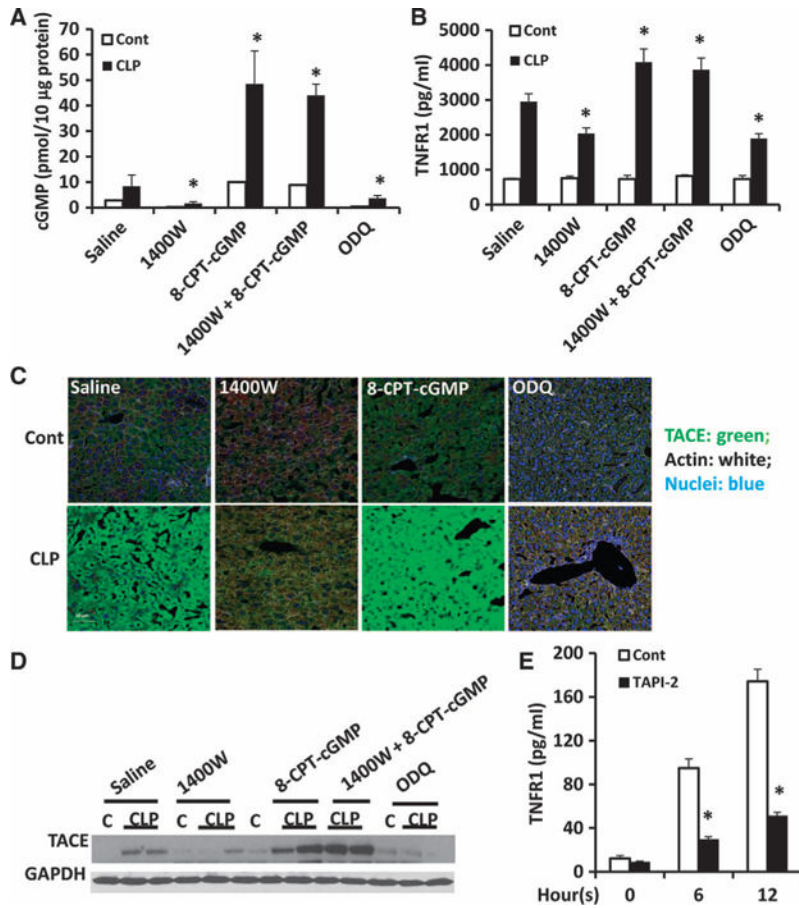 A
cGMP (pmol/10 µg protein)
70
60
50
40
30
20
10
0
Cont
CLP
*
*
*
*
Saline
1400W
8-CPT-cGMP
1400W + 8-CPT-cGMP
ODQ
B
TNFR1 (pg/ml)
5000
4000
3000
2000
1000
0
Cont
CLP
*
*
*
*
Saline
1400W
8-CPT-cGMP
1400W + 8-CPT-cGMP
ODQ
C
Saline
1400W
8-CPT-cGMP
ODQ
Cont
CLP
TACE: green;
Actin: white;
Nuclei: blue
D
Saline
1400W
8-CPT-cGMP
1400W + 8-CPT-cGMP
ODQ
C CLP C CLP C CLP CLP C CLP
TACE
GAPDH
E
TNFR1 (pg/ml)
200
160
120
80
40
0
Cont
TAPI-2
*
*
Hour(s) 0 6 12